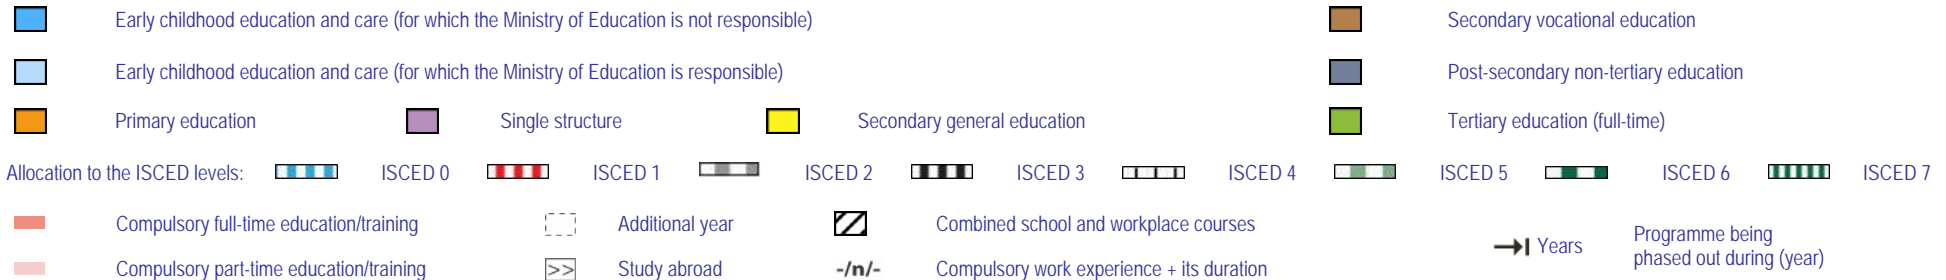 Early childhood education and care (for which the Ministry of Education is not responsible)
Secondary vocational education
Early childhood education and care (for which the Ministry of Education is responsible)
Post-secondary non-tertiary education
Primary education
Single structure
Secondary general education
Tertiary education (full-time)
Allocation to the ISCED levels:
ISCED 0
ISCED 1
ISCED 2
ISCED 3
ISCED 4
ISCED 5
ISCED 6
ISCED 7
Compulsory full-time education/training
Additional year
Combined school and workplace courses
Years
Programme being
phased out during (year)
Compulsory part-time education/training
>>
Study abroad
-/n/-
Compulsory work experience + its duration